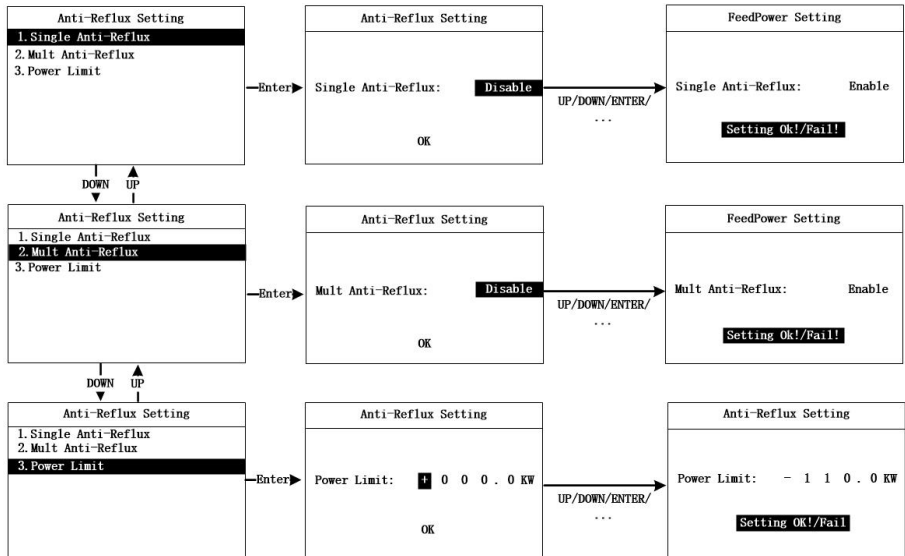 Anti-Reflux Setting
1.Single Anti-Reflux
2.Mult Anti-Reflux
3.Power Limit
Enter
Anti-Reflux Setting
Single Anti-Reflux: Disable
OK
UP/DOWN/ENTER/
...
FeedPower Setting
Single Anti-Reflux: Enable
Setting Ok!/Fail!
DOWN UP
Anti-Reflux Setting
1.Single Anti-Reflux
2.Mult Anti-Reflux
3.Power Limit
Enter
Anti-Reflux Setting
Mult Anti-Reflux: Disable
OK
UP/DOWN/ENTER/
...
FeedPower Setting
Mult Anti-Reflux: Enable
Setting Ok!/Fail!
DOWN UP
Anti-Reflux Setting
1.Single Anti-Reflux
2.Mult Anti-Reflux
3.Power Limit
Enter
Anti-Reflux Setting
Power Limit: + 0 0 0 . 0 KW
OK
UP/DOWN/ENTER/
...
Anti-Reflux Setting
Power Limit: - 1 1 0 . 0 KW
Setting OK!/Fail